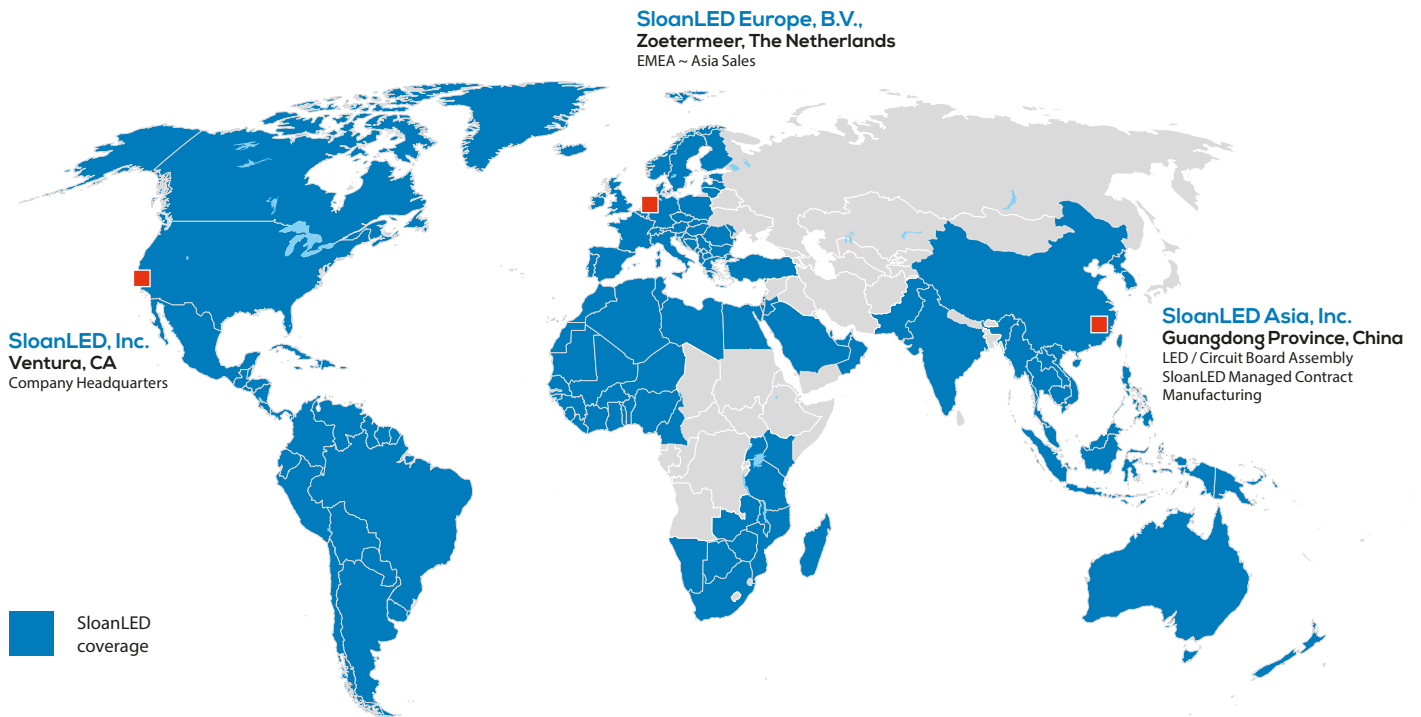 SloanLED Europe, B.V.,
Zoetermeer, The Netherlands
EMEA ~ Asia Sales
SloanLED, Inc.
Ventura, CA
Company Headquarters
SloanLED Asia, Inc.
Guangdong Province, China
LED / Circuit Board Assembly
SloanLED Managed Contract
Manufacturing
SloanLED
coverage